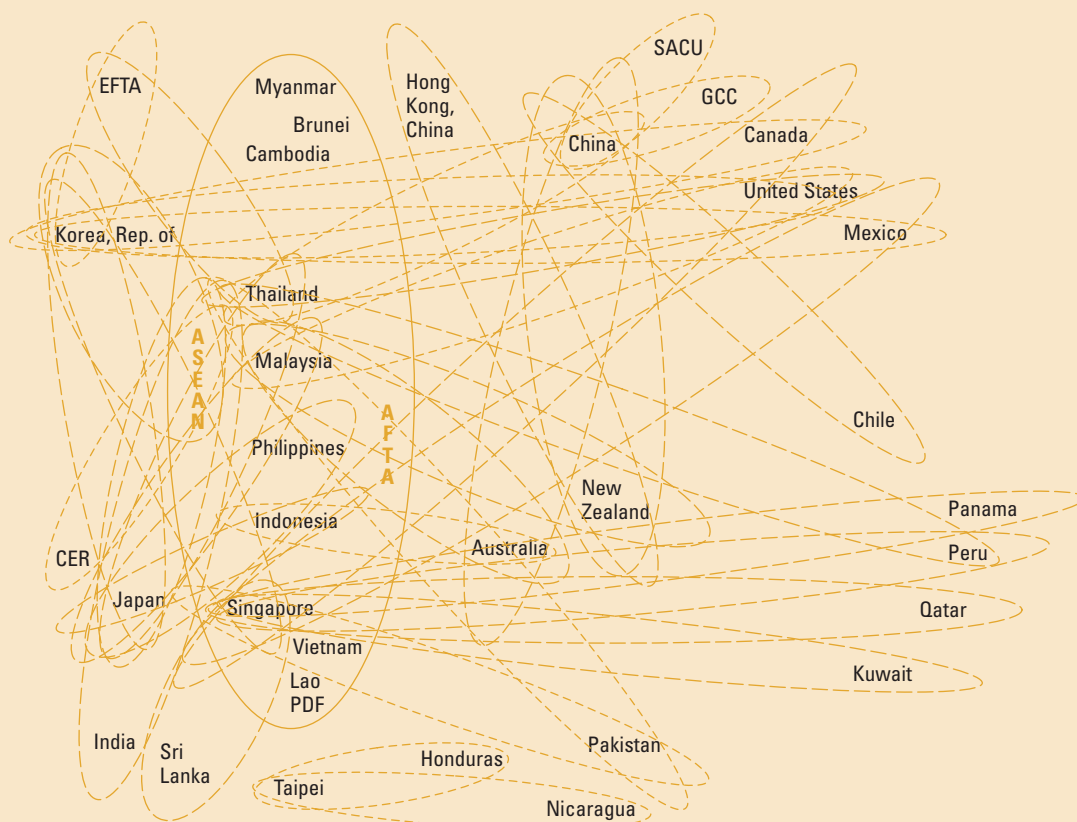 SACU
EFTA
Myanmar
Hong
Kong,
China
GCC
Brunei
Canada
Cambodia
China
United States
Korea, Rep. of
Mexico
Thailand
ASEAN
Malaysia
AFTA
Chile
Philippines
New
Zealand
Indonesia
Panama
Australia
CER
Peru
Japan
Singapore
Qatar
Vietnam
Kuwait
Lao
PDF
India
Sri
Lanka
Pakistan
Honduras
Taipei
Nicaragua